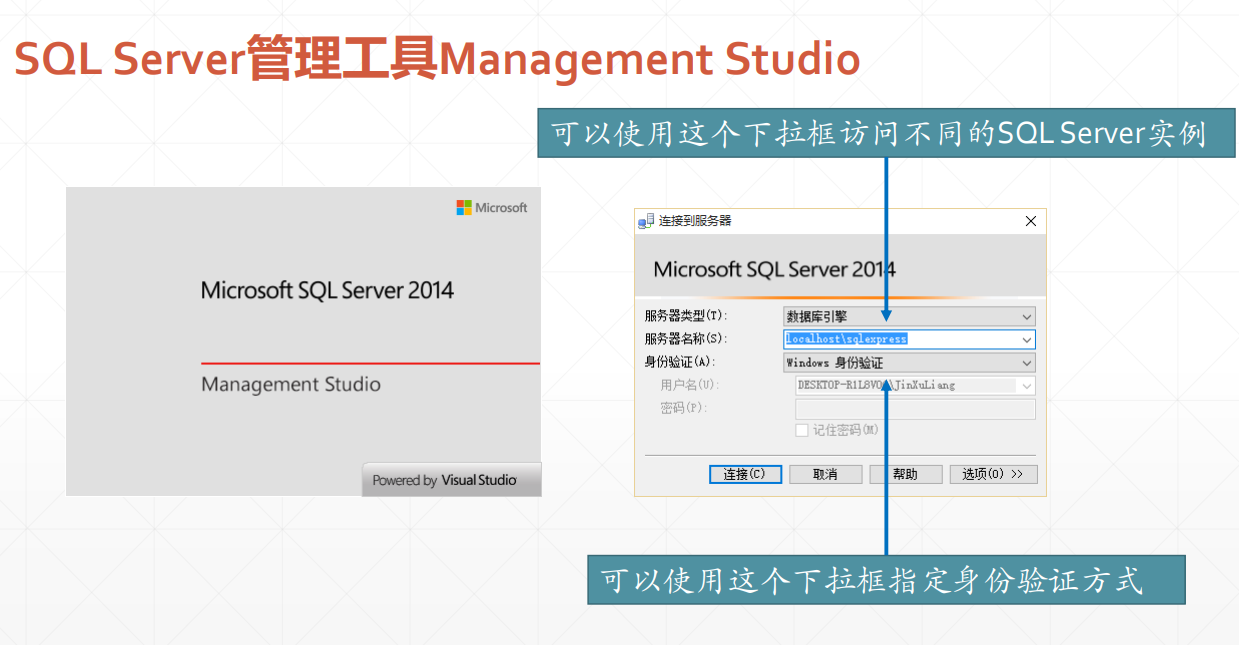 SQL Server管理工具Management Studio
可以使用这个下拉框访问不同的SQL Server实例
Microsoft
Microsoft SQL Server 2014
Management Studio
Powered by Visual Studio
连接到服务器
Microsoft SQL Server 2014
服务器类型(T): 数据库引擎
服务器名称(S): localhost\sqlexpress
身份验证(A): Windows 身份验证
用户名(U): \JinXuLiang
密码(P):
记住密码(M)
连接(C) 取消 帮助 选项(O) >>
可以使用这个下拉框指定身份验证方式